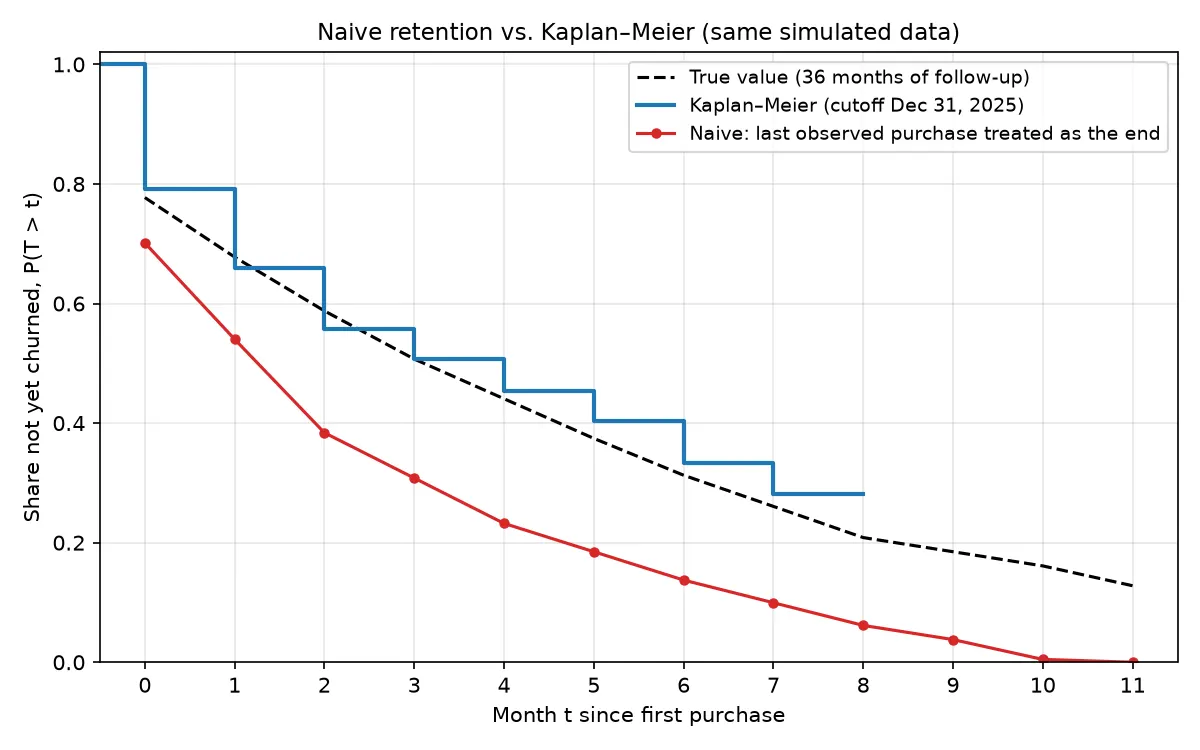 Naive retention vs. Kaplan–Meier (same simulated data)
True value (36 months of follow-up)
Kaplan–Meier (cutoff Dec 31, 2025)
Naive: last observed purchase treated as the end
Share not yet churned, P(T > t)
1.0
0.8
0.6
0.4
0.2
0.0
0 1 2 3 4 5 6 7 8 9 10 11
Month t since first purchase